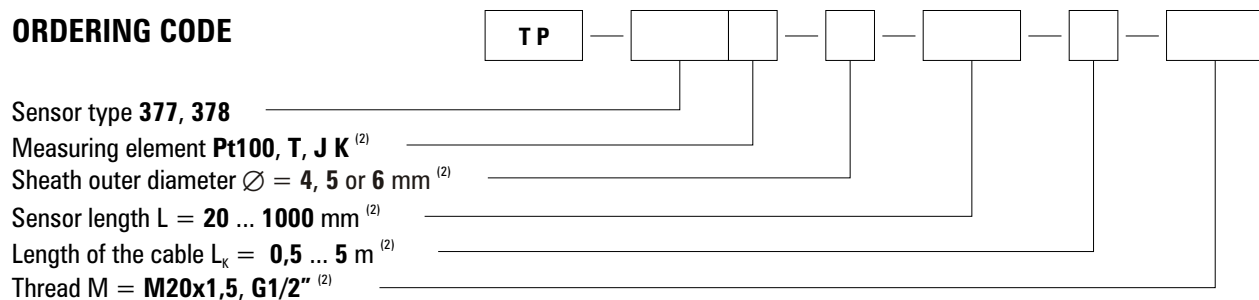 ORDERING CODE
T P
Sensor type 377, 378
Measuring element Pt100, T, J K (2)
Sheath outer diameter ∅ = 4, 5 or 6 mm (2)
Sensor length L = 20 ... 1000 mm (2)
Length of the cable LK = 0,5 ... 5 m (2)
Thread M = M20x1,5, G1/2" (2)